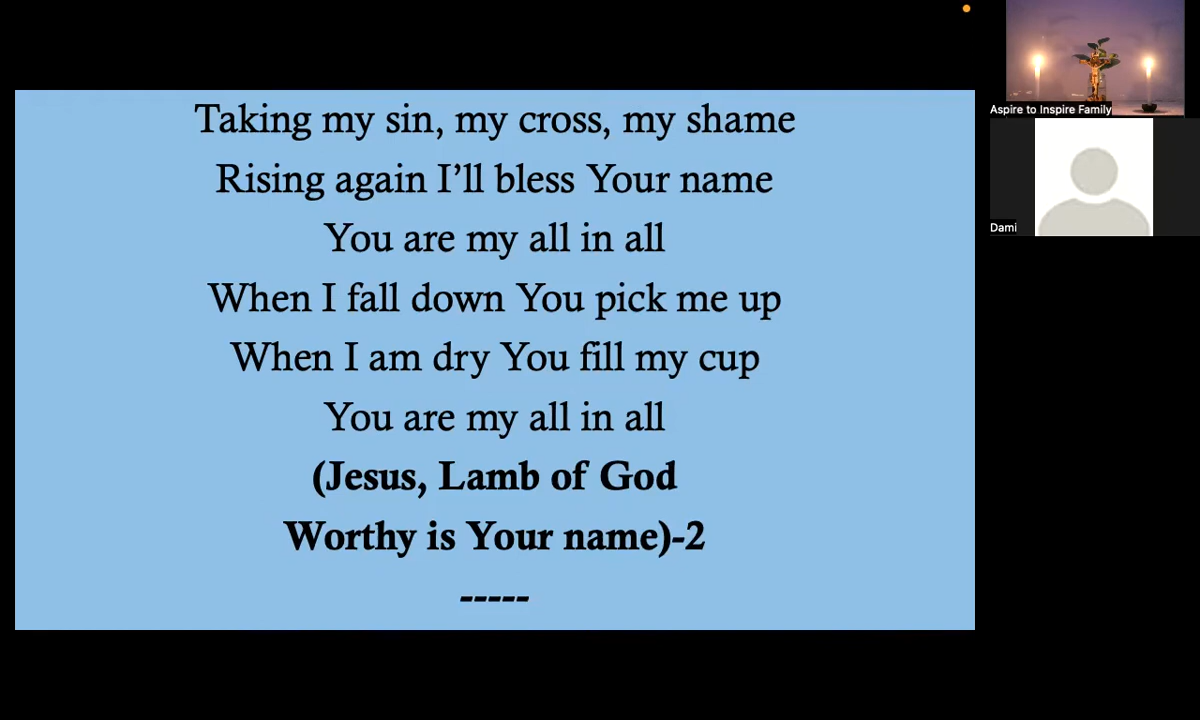 Taking my sin, my cross, my shame
Rising again I’ll bless Your name
You are my all in all
When I fall down You pick me up
When I am dry You fill my cup
You are my all in all
(Jesus, Lamb of God
Worthy is Your name)-2
-----
Aspire to Inspire Family
Dami